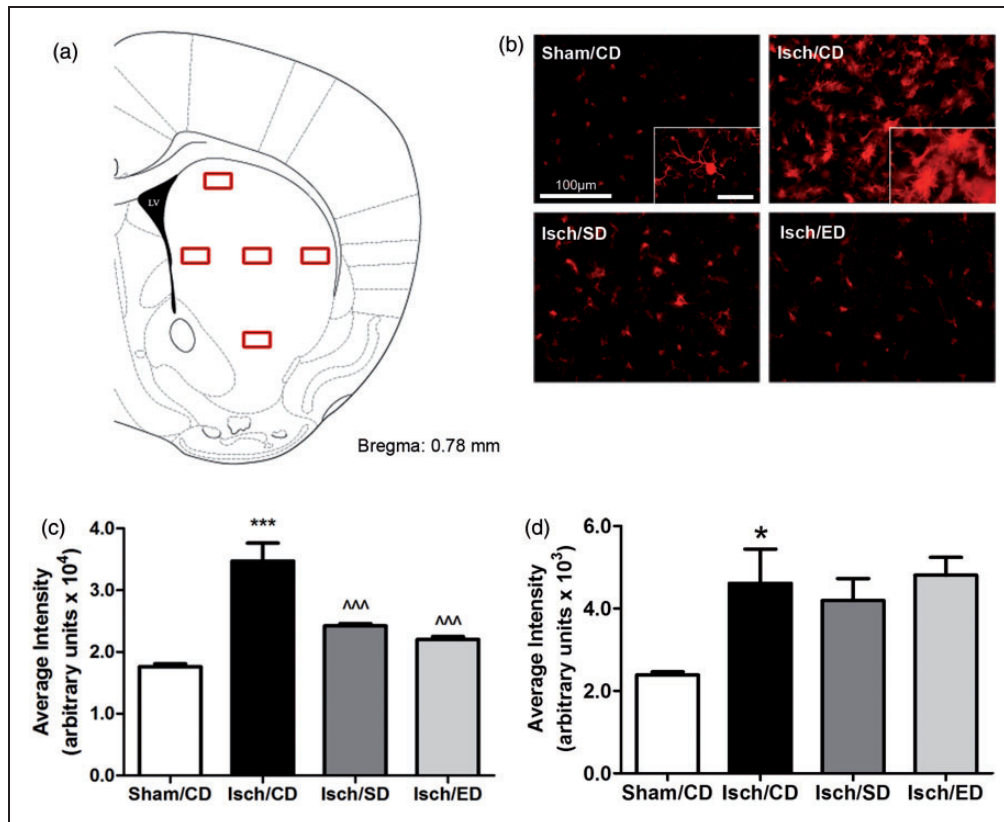 (a)
LV
Bregma: 0.78 mm
(b)
Sham/CD
Isch/CD
100µm
Isch/SD
Isch/ED
(c)
Average Intensity
(arbitrary units x 10⁴)
4.0
3.0
2.0
1.0
0.0
***
^^^
^^^
Sham/CD
Isch/CD
Isch/SD
Isch/ED
(d)
Average Intensity
(arbitrary units x 10³)
6.0
4.0
2.0
0.0
*
Sham/CD
Isch/CD
Isch/SD
Isch/ED